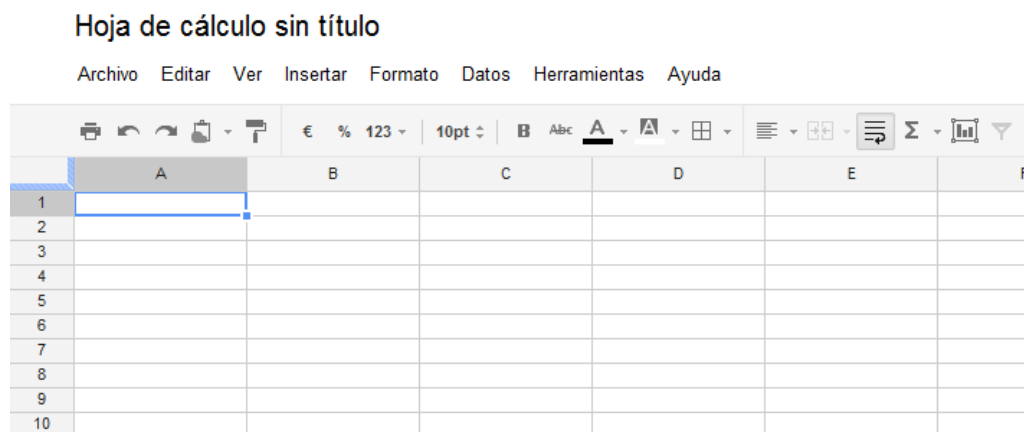 Hoja de cálculo sin título
Archivo Editar Ver Insertar Formato Datos Herramientas Ayuda
€ % 123 10pt B Abc A A Σ
A B C D E F
1
2
3
4
5
6
7
8
9
10